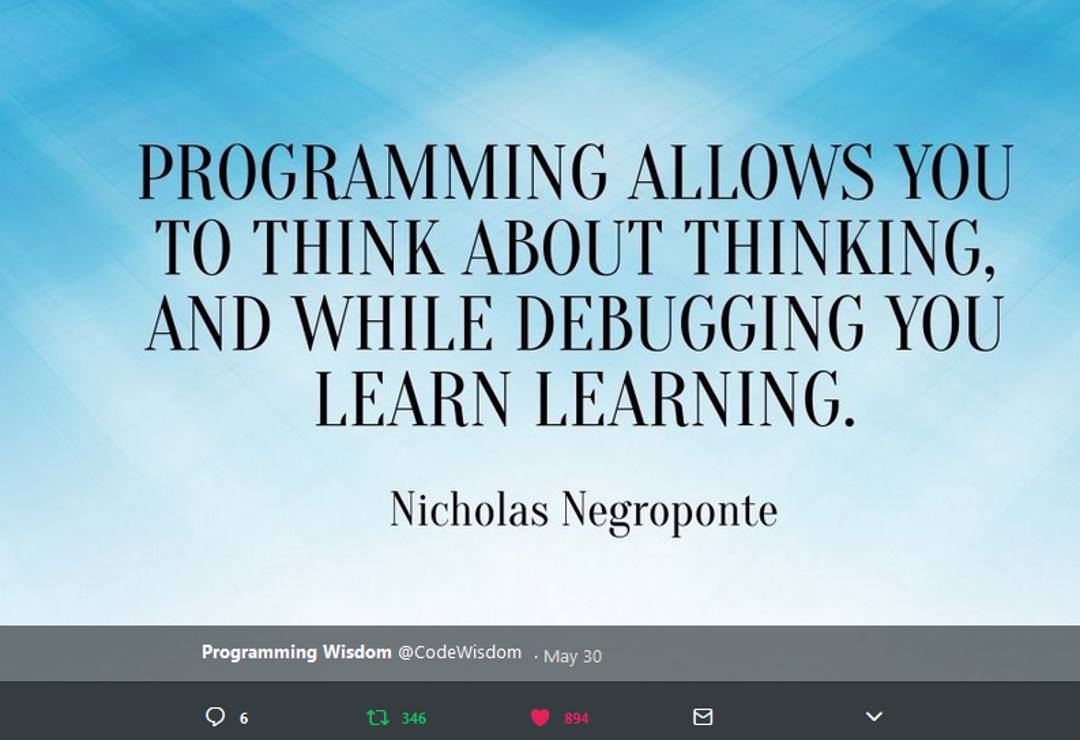 PROGRAMMING ALLOWS YOU
TO THINK ABOUT THINKING,
AND WHILE DEBUGGING YOU
LEARN LEARNING.
Nicholas Negroponte
Programming Wisdom @CodeWisdom · May 30
6 346 894